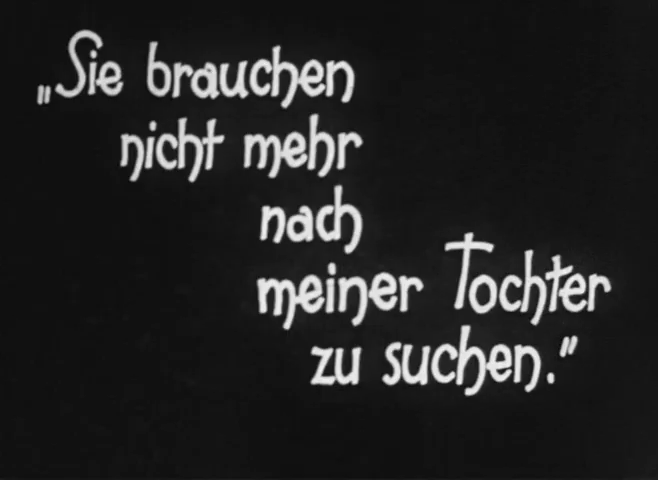 „Sie brauchen
nicht mehr
nach
meiner Tochter
zu suchen."